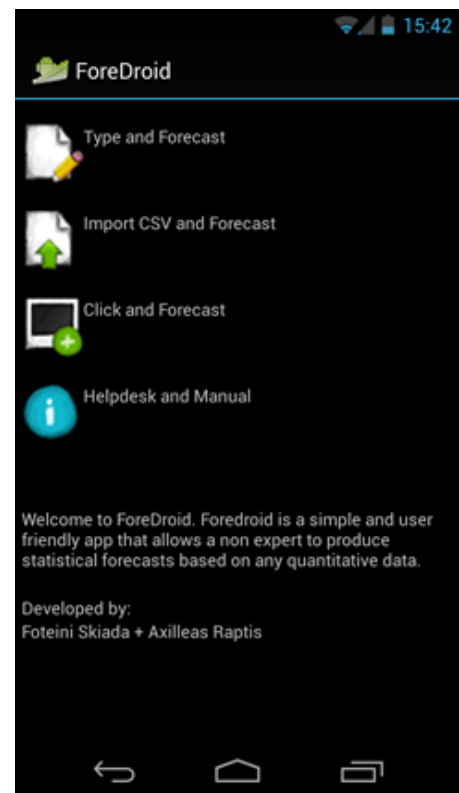 15:42
ForeDroid
Type and Forecast
Import CSV and Forecast
Click and Forecast
Helpdesk and Manual
Welcome to ForeDroid. Foredroid is a simple and user
friendly app that allows a non expert to produce
statistical forecasts based on any quantitative data.
Developed by:
Foteini Skiada + Axilleas Raptis